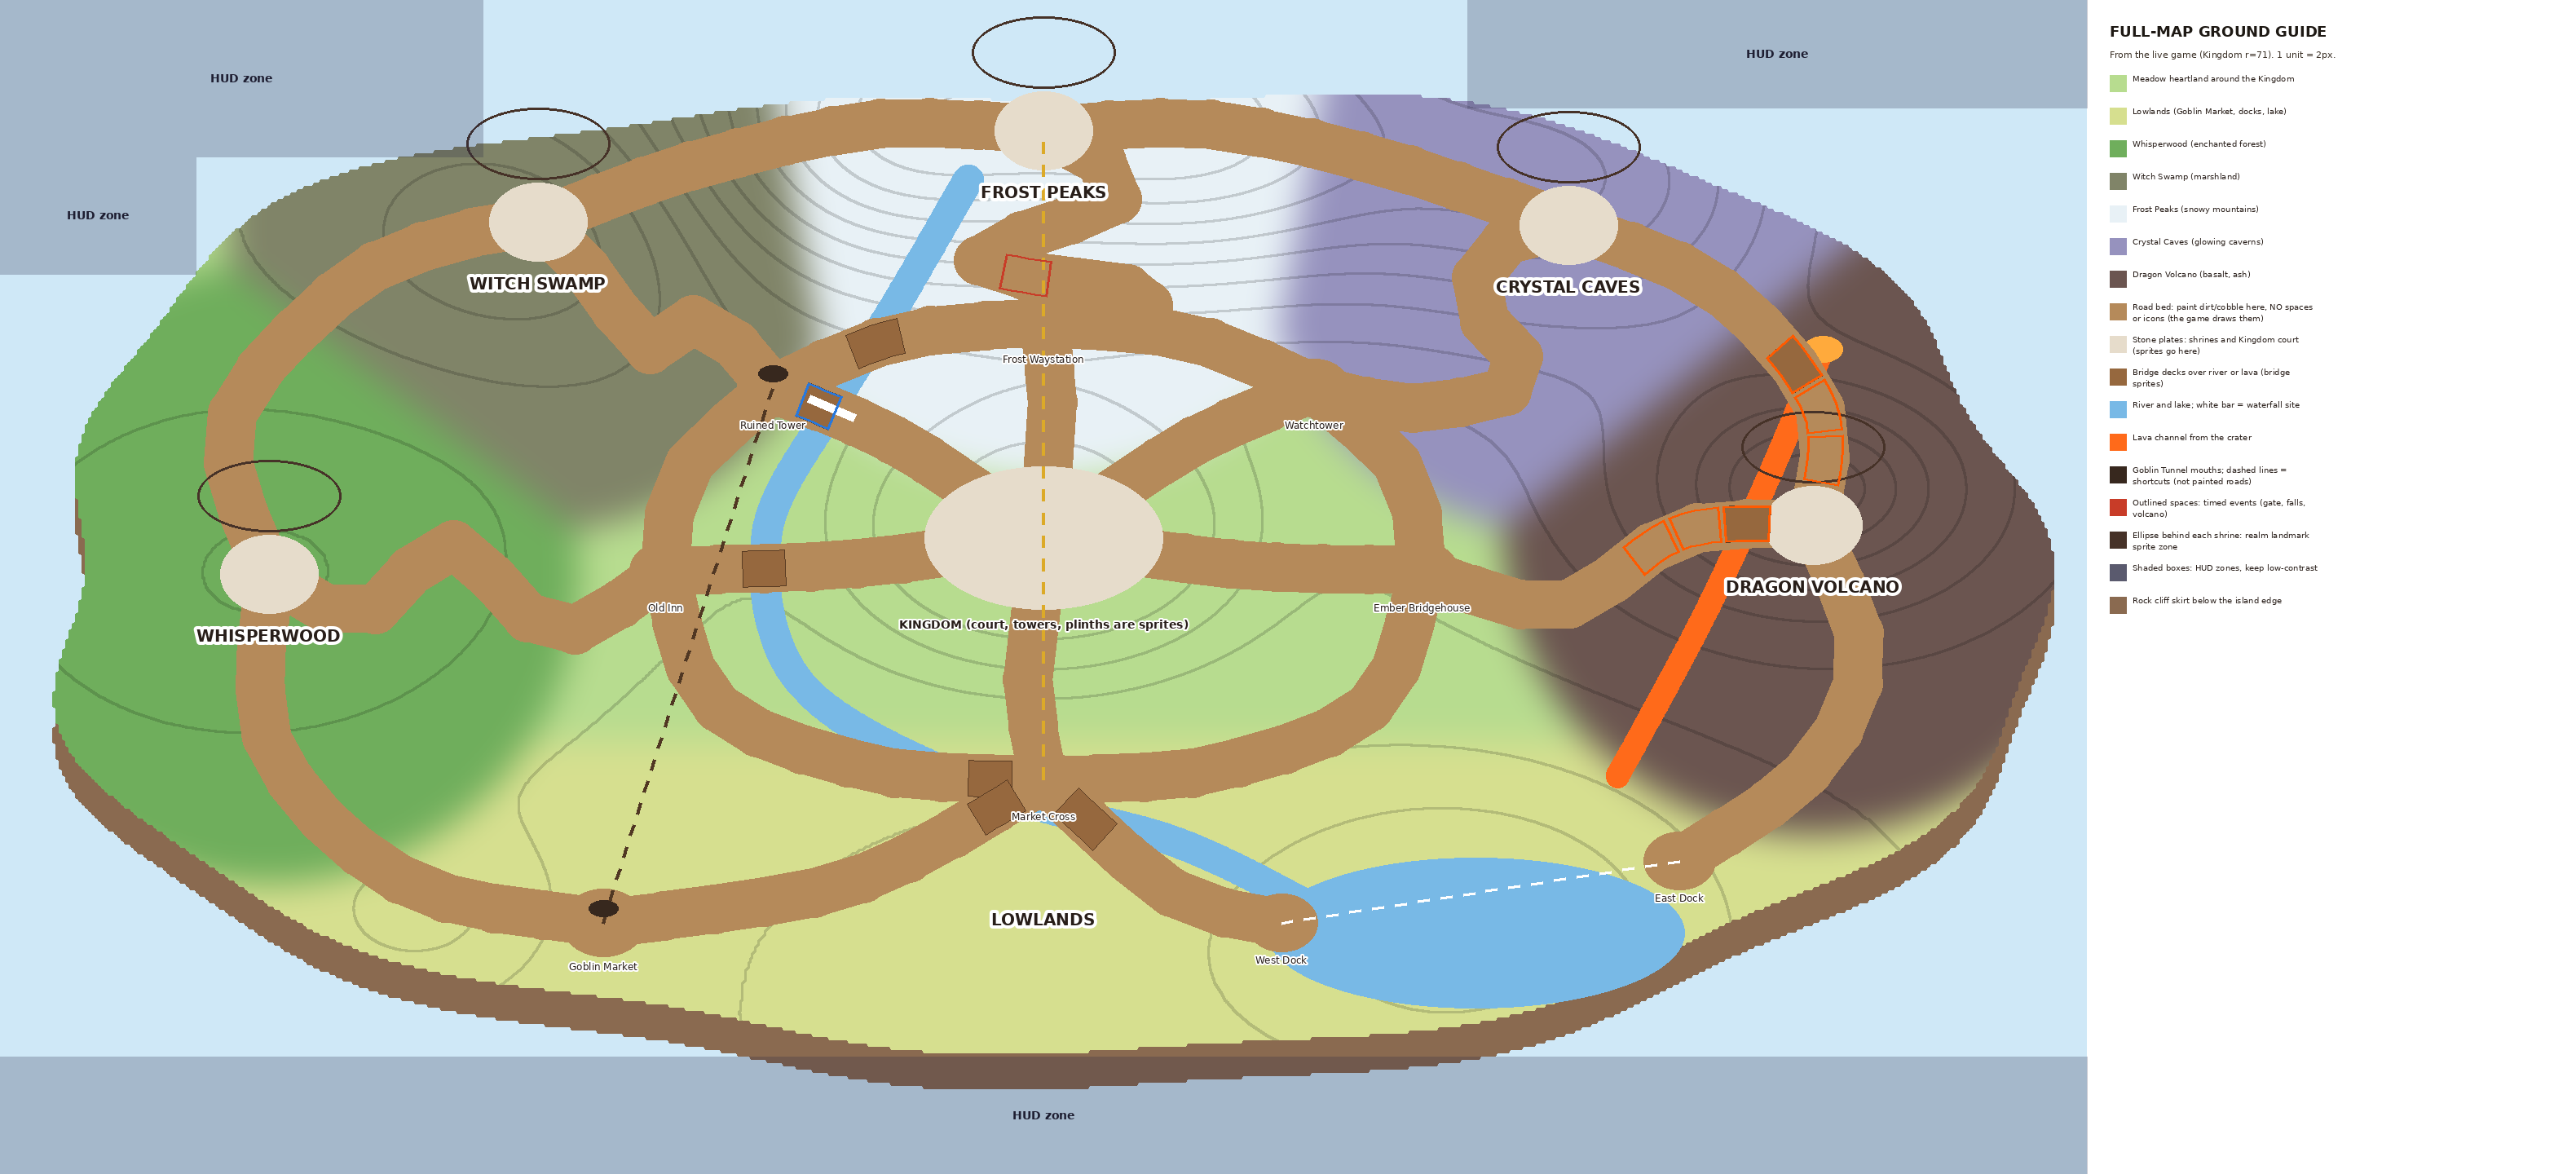 HUD zone
HUD zone
HUD zone
FROST PEAKS
WITCH SWAMP
CRYSTAL CAVES
Frost Waystation
Ruined Tower
Watchtower
DRAGON VOLCANO
Old Inn
Ember Bridgehouse
KINGDOM (court, towers, plinths are sprites)
WHISPERWOOD
Market Cross
East Dock
LOWLANDS
West Dock
Goblin Market
HUD zone
FULL-MAP GROUND GUIDE
From the live game (Kingdom r=71). 1 unit = 2px.
Meadow heartland around the Kingdom
Lowlands (Goblin Market, docks, lake)
Whisperwood (enchanted forest)
Witch Swamp (marshland)
Frost Peaks (snowy mountains)
Crystal Caves (glowing caverns)
Dragon Volcano (basalt, ash)
Road bed: paint dirt/cobble here, NO spaces
or icons (the game draws them)
Stone plates: shrines and Kingdom court
(sprites go here)
Bridge decks over river or lava (bridge
sprites)
River and lake; white bar = waterfall site
Lava channel from the crater
Goblin Tunnel mouths; dashed lines =
shortcuts (not painted roads)
Outlined spaces: timed events (gate, falls,
volcano)
Ellipse behind each shrine: realm landmark
sprite zone
Shaded boxes: HUD zones, keep low-contrast
Rock cliff skirt below the island edge